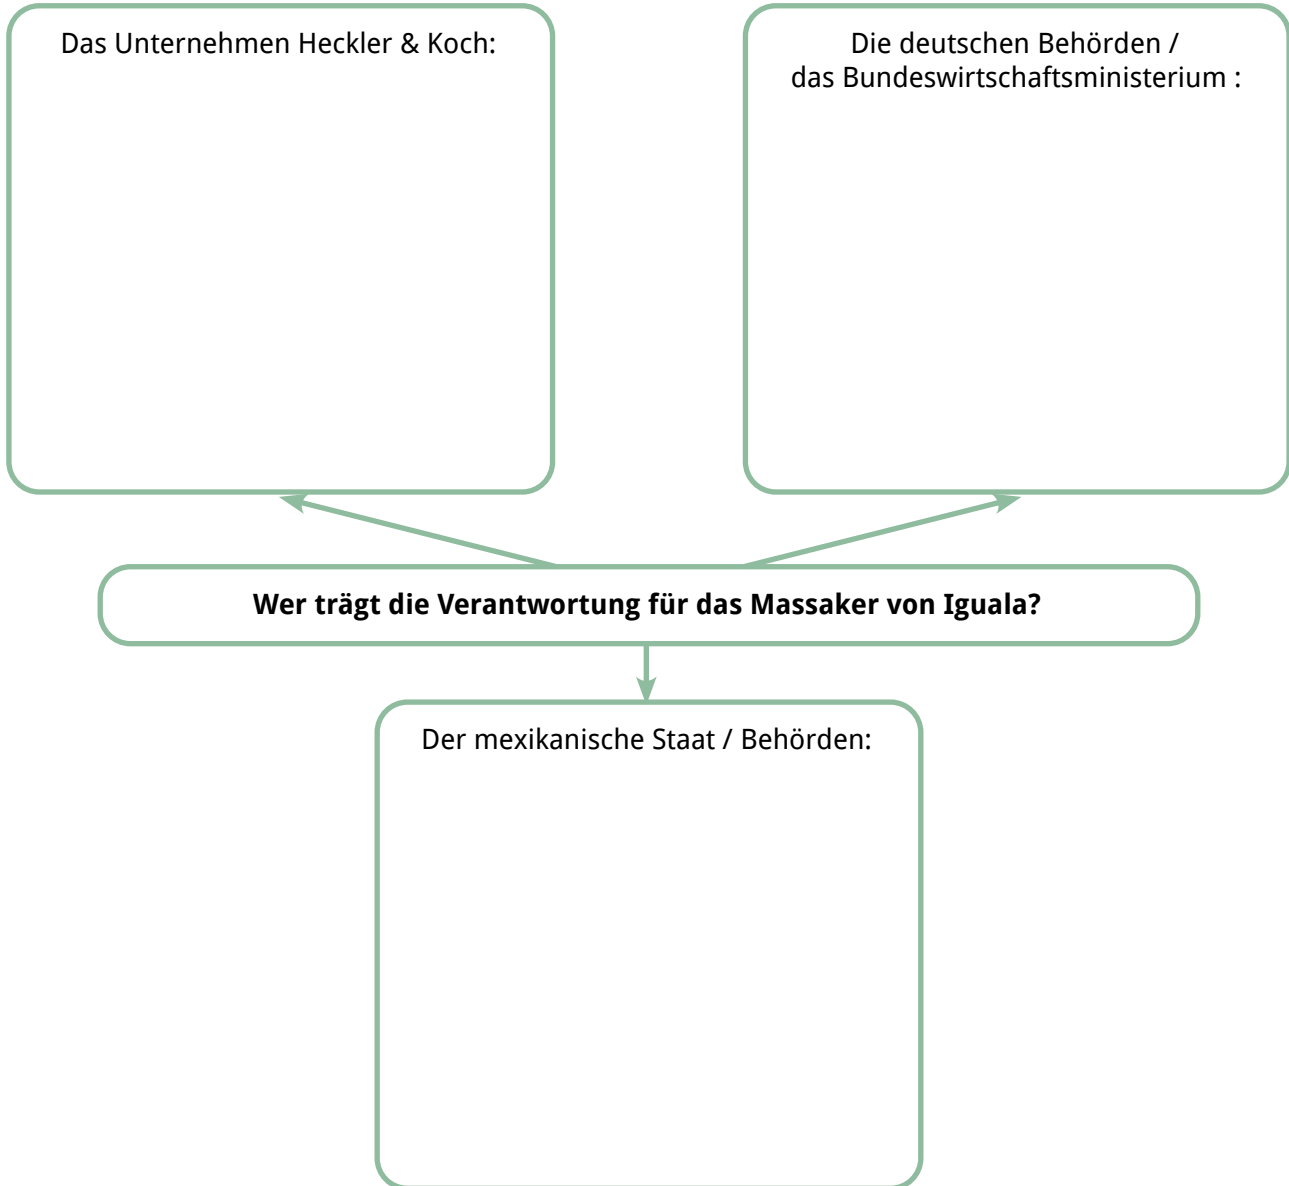 Das Unternehmen Heckler & Koch:
Die deutschen Behörden /
das Bundeswirtschaftsministerium :
Wer trägt die Verantwortung für das Massaker von Iguala?
Der mexikanische Staat / Behörden: